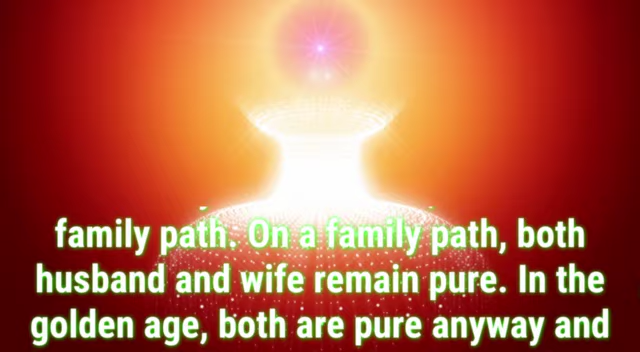 family path. On a family path, both
husband and wife remain pure. In the
golden age, both are pure anyway and